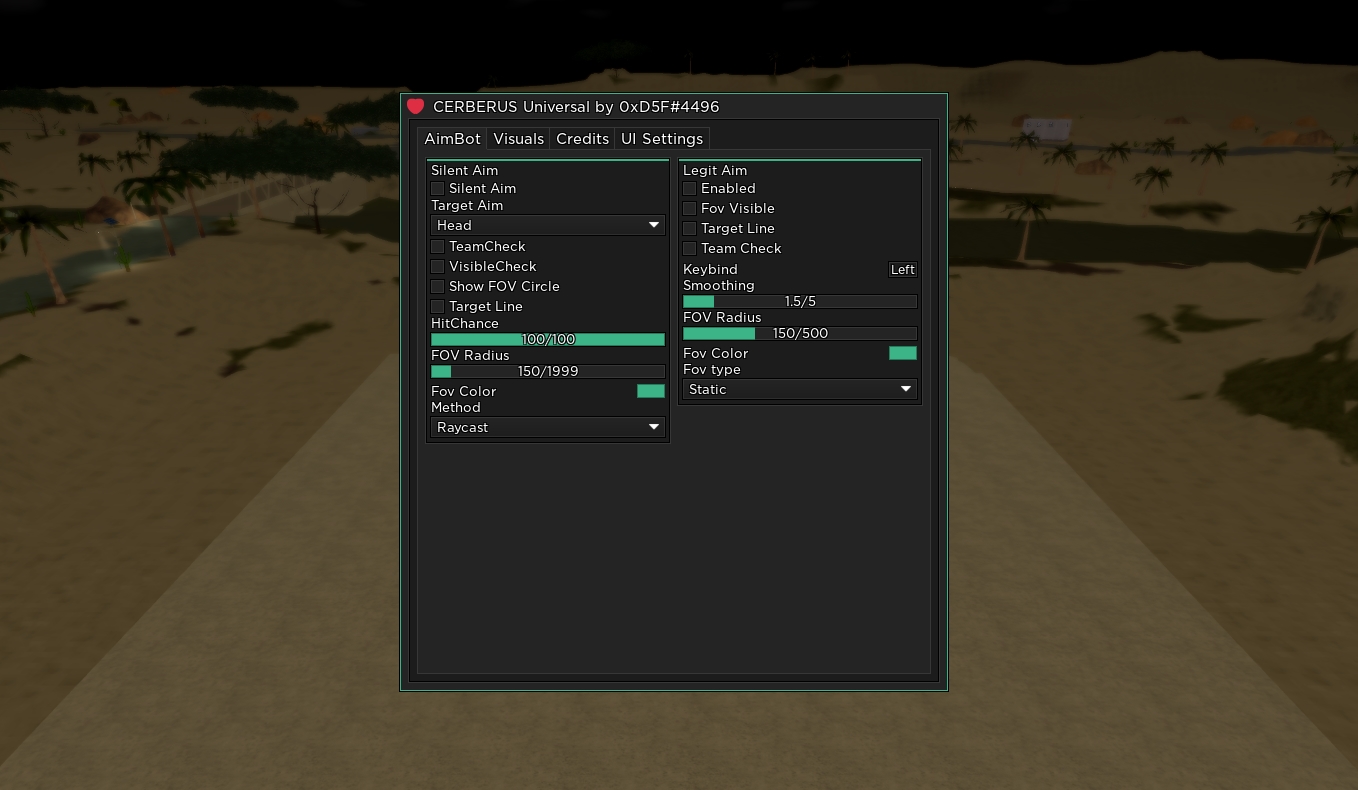 CERBERUS Universal by 0xD5F#4496
AimBot Visuals Credits UI Settings
Silent Aim
Silent Aim
Target Aim
Head
TeamCheck
VisibleCheck
Show FOV Circle
Target Line
HitChance
100/100
FOV Radius
150/1999
Fov Color
Method
Raycast
Legit Aim
Enabled
Fov Visible
Target Line
Team Check
Keybind Left
Smoothing
1.5/5
FOV Radius
150/500
Fov Color
Fov type
Static